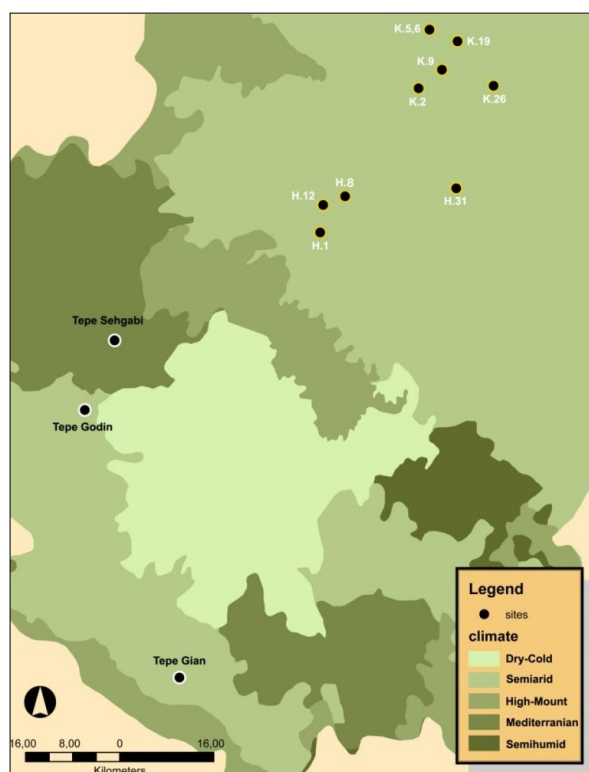 K.5,6
K.19
K.9
K.2
K.26
H.8
H.12
H.31
H.1
Tepe Sehgabi
Tepe Godin
Tepe Gian
Legend
sites
climate
Dry-Cold
Semiarid
High-Mount
Mediterranian
Semihumid
16,00 8,00 0 16,00
Kilometers